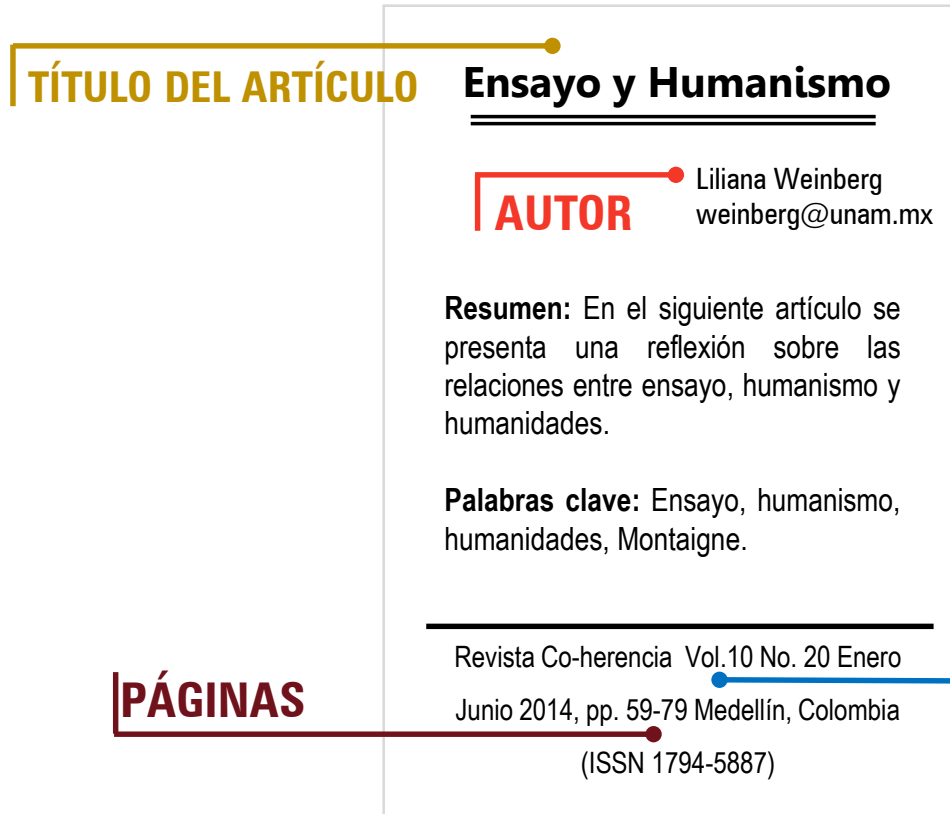 TÍTULO DEL ARTÍCULO
Ensayo y Humanismo
AUTOR
Liliana Weinberg
weinberg@unam.mx
Resumen: En el siguiente artículo se
presenta una reflexión sobre las
relaciones entre ensayo, humanismo y
humanidades.
Palabras clave: Ensayo, humanismo,
humanidades, Montaigne.
Revista Co-herencia Vol.10 No. 20 Enero
PÁGINAS
Junio 2014, pp. 59-79 Medellín, Colombia
(ISSN 1794-5887)